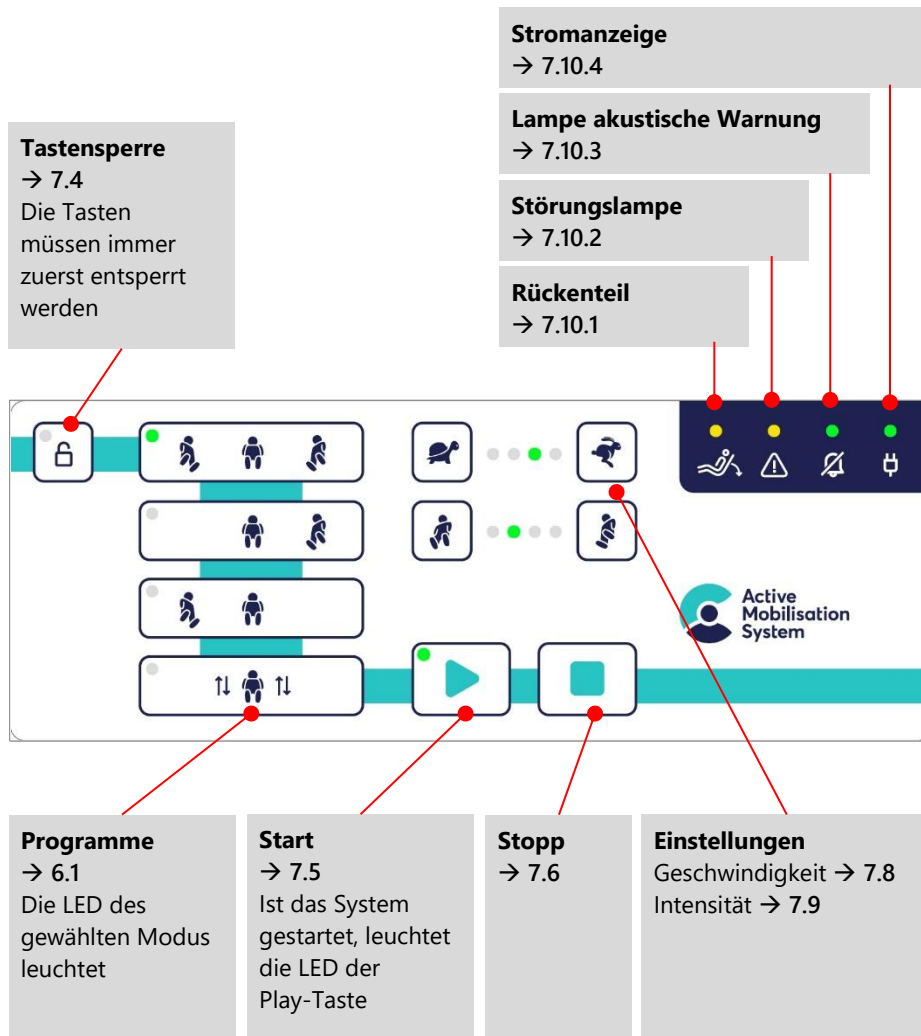 Stromanzeige
→ 7.10.4
Lampe akustische Warnung
→ 7.10.3
Störungslampe
→ 7.10.2
Rückenteil
→ 7.10.1
Tastensperre
→ 7.4
Die Tasten
müssen immer
zuerst entsperrt
werden
Active
Mobilisation
System
Programme
→ 6.1
Die LED des
gewählten Modus
leuchtet
Start
→ 7.5
Ist das System
gestartet, leuchtet
die LED der
Play-Taste
Stopp
→ 7.6
Einstellungen
Geschwindigkeit → 7.8
Intensität → 7.9